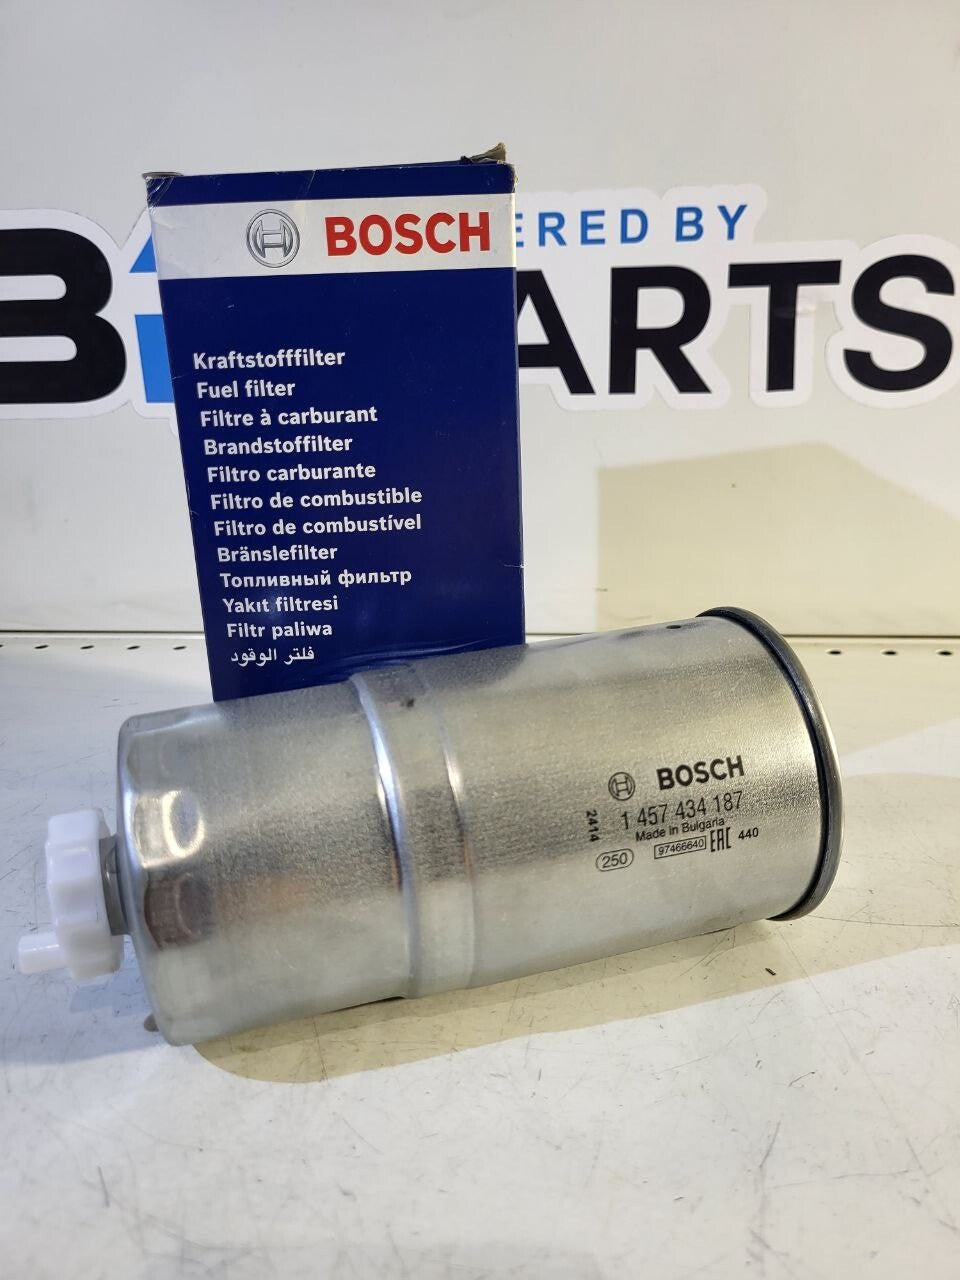 BOSCH
ERED BY
B
ARTS
Kraftstofffilter
Fuel filter
Filtre à carburant
Brandstoffilter
Filtro carburante
Filtro de combustible
Filtro de combustível
Bränslefilter
Топливный фильтр
Yakıt filtresi
Filtr paliwa
فلتر الوقود
BOSCH
1 457 434 187
Made in Bulgaria
2414
250
97466640 EAC 440